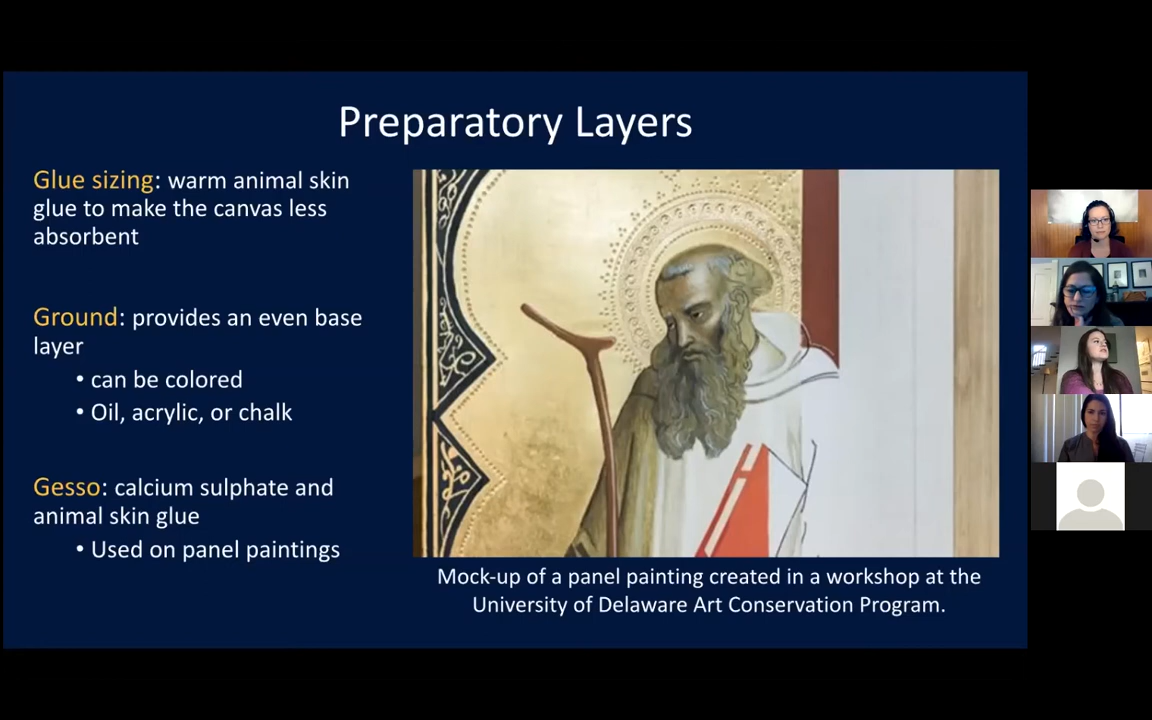 Preparatory Layers
Glue sizing: warm animal skin
glue to make the canvas less
absorbent
Ground: provides an even base
layer
• can be colored
• Oil, acrylic, or chalk
Gesso: calcium sulphate and
animal skin glue
• Used on panel paintings
Mock-up of a panel painting created in a workshop at the
University of Delaware Art Conservation Program.